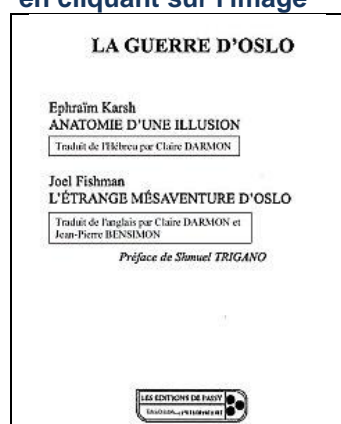 en cliquant sur l'image
LA GUERRE D'OSLO
Ephraïm Karsh
ANATOMIE D'UNE ILLUSION
Traduit de l'Hébreu par Claire DARMON
Joel Fishman
L'ÉTRANGE MÉSAVENTURE D'OSLO
Traduit de l'anglais par Claire DARMON et
Jean-Pierre BENSIMON
Préface de Shmuel TRIGANO
LES EDITIONS DE PASSY